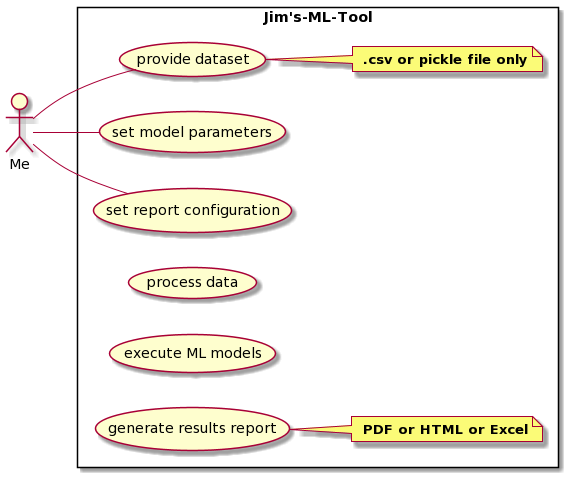 Jim's-ML-Tool
provide dataset
.csv or pickle file only
set model parameters
Me
set report configuration
process data
execute ML models
generate results report
PDF or HTML or Excel